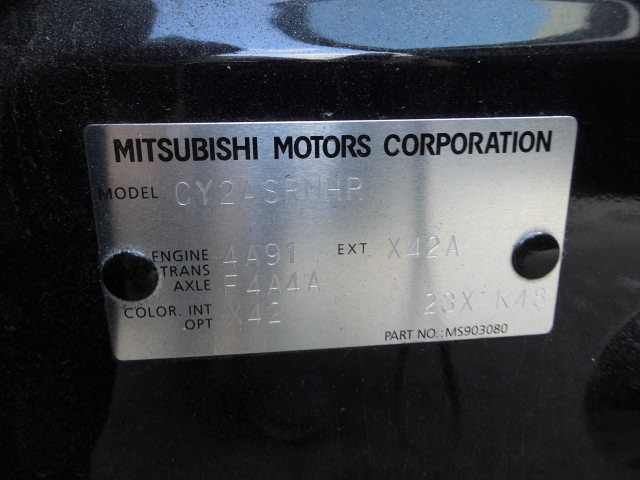 MITSUBISHI MOTORS CORPORATION
MODEL CY2ASRUHR
ENGINE 4A91 EXT X42A
TRANS
AXLE F4A4A
COLOR. INT X42 23X K48
OPT
PART NO.: MS903080